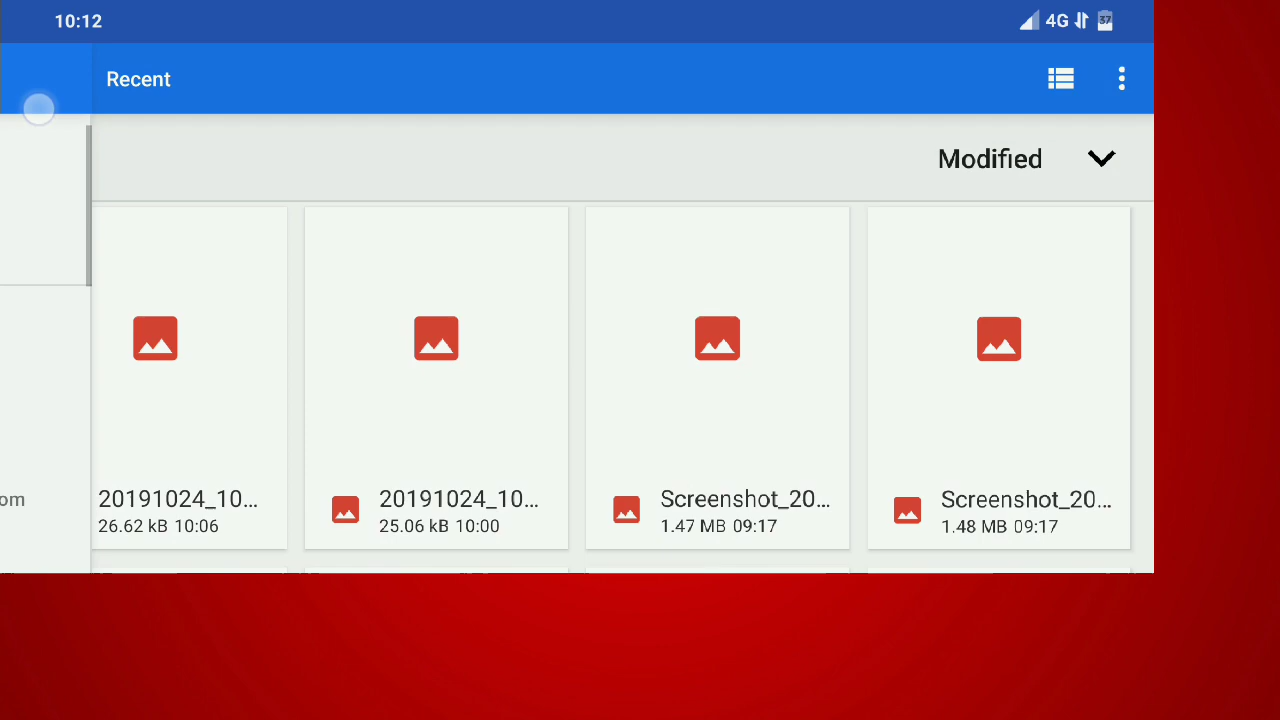 10:12
4G
37
Recent
Modified
om
20191024_10...
26.62 kB 10:06
20191024_10...
25.06 kB 10:00
Screenshot_20...
1.47 MB 09:17
Screenshot_20...
1.48 MB 09:17